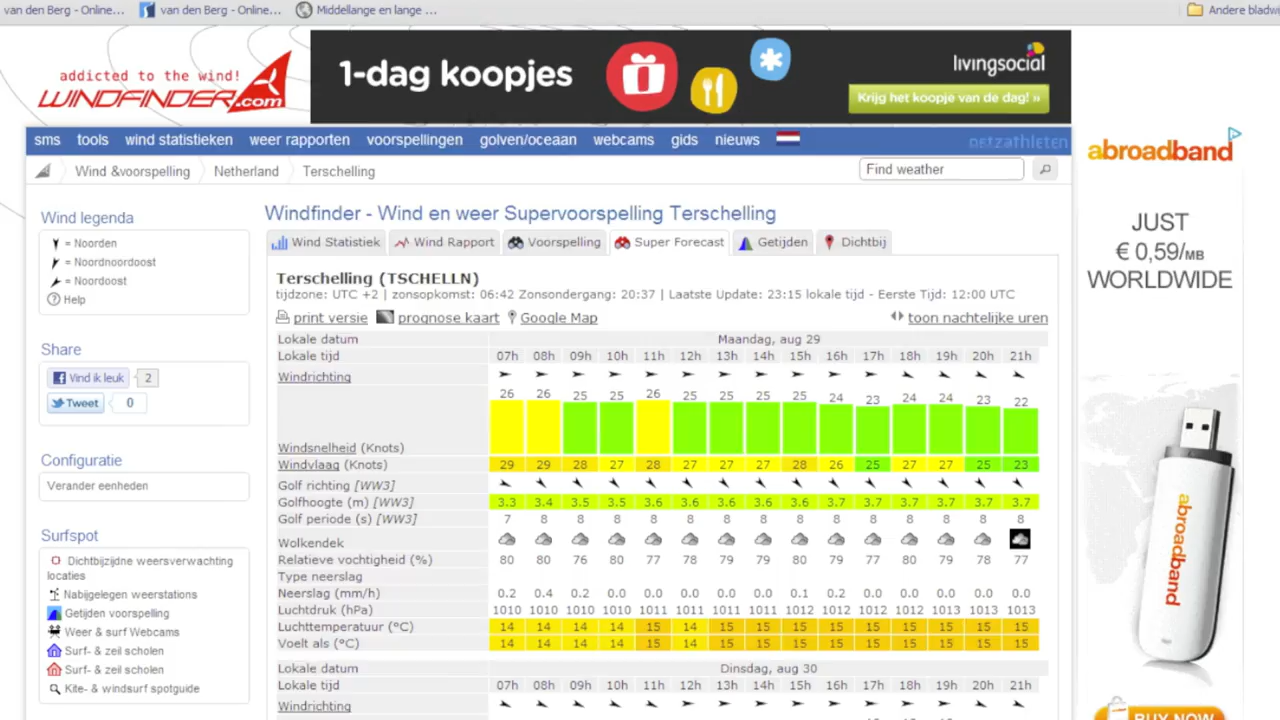 van den Berg - Online... van den Berg - Online... Middellange en lange ... Andere bladwi
addicted to the wind!
WINDFINDER.com
1-dag koopjes
livingsocial
Krijg het koopje van de dag! »
sms tools wind statistieken weer rapporten voorspellingen golven/oceaan webcams gids nieuws netzathleten
Wind &voorspelling Netherland Terschelling Find weather
abroadband
JUST
€ 0,59/MB
WORLDWIDE
abroadband
BUY NOW
Wind legenda
= Noorden
= Noordnoordoost
= Noordoost
Help
Share
Vind ik leuk 2
Tweet 0
Configuratie
Verander eenheden
Surfspot
Dichtbijzijdne weersverwachting
locaties
Nabijgelegen weerstations
Getijden voorspelling
Weer & surf Webcams
Surf- & zeil scholen
Surf- & zeil scholen
Kite- & windsurf spotguide
Windfinder - Wind en weer Supervoorspelling Terschelling
Wind Statistiek Wind Rapport Voorspelling Super Forecast Getijden Dichtbij
Terschelling (TSCHELLN)
tijdzone: UTC +2 | zonsopkomst: 06:42 Zonsondergang: 20:37 | Laatste Update: 23:15 lokale tijd - Eerste Tijd: 12:00 UTC
print versie prognose kaart Google Map toon nachtelijke uren
Lokale datum Maandag, aug 29
Lokale tijd 07h 08h 09h 10h 11h 12h 13h 14h 15h 16h 17h 18h 19h 20h 21h
Windrichting
26 26 25 25 26 25 25 25 25 24 23 24 24 23 22
Windsnelheid (Knots)
Windvlaag (Knots) 29 29 28 27 28 27 27 27 28 26 25 27 27 25 23
Golf richting [WW3]
Golfhoogte (m) [WW3] 3.3 3.4 3.5 3.5 3.6 3.6 3.6 3.6 3.6 3.7 3.7 3.7 3.7 3.7 3.7
Golf periode (s) [WW3] 7 8 8 8 8 8 8 8 8 8 8 8 8 8 8
Wolkendek
Relatieve vochtigheid (%) 80 80 76 80 77 78 79 79 80 79 77 80 79 78 77
Type neerslag
Neerslag (mm/h) 0.2 0.4 0.2 0.0 0.0 0.0 0.0 0.0 0.1 0.2 0.0 0.0 0.0 0.0 0.0
Luchtdruk (hPa) 1010 1010 1010 1010 1011 1011 1011 1011 1012 1012 1012 1012 1013 1013 1013
Luchttemperatuur (°C) 14 14 14 14 15 14 15 15 15 15 15 15 15 15 15
Voelt als (°C) 14 14 14 14 15 14 15 15 15 15 15 15 15 15 15
Lokale datum Dinsdag, aug 30
Lokale tijd 07h 08h 09h 10h 11h 12h 13h 14h 15h 16h 17h 18h 19h 20h 21h
Windrichting